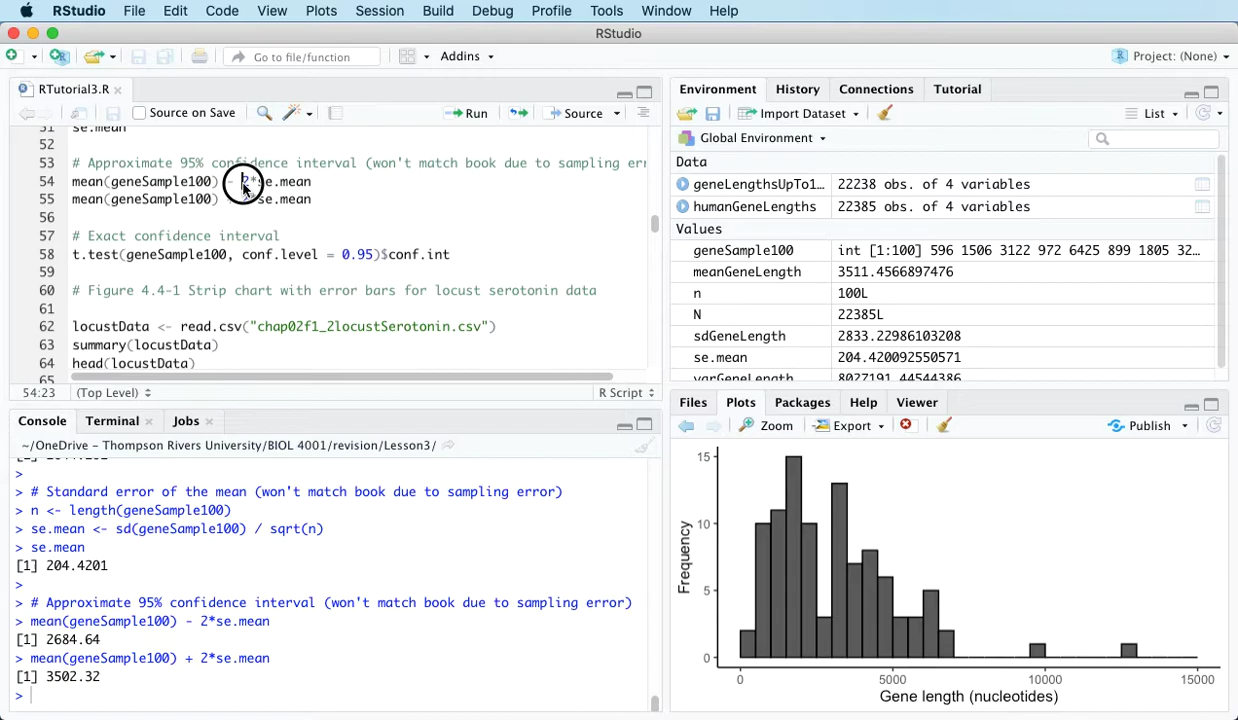 RStudio File Edit Code View Plots Session Build Debug Profile Tools Window Help
RStudio
Go to file/function
Addins
Project: (None)
RTutorial3.R
Source on Save
Run
Source
51 se.mean
52
53 # Approximate 95% confidence interval (won't match book due to sampling err
54 mean(geneSample100) - 2*se.mean
55 mean(geneSample100) + 2*se.mean
56
57 # Exact confidence interval
58 t.test(geneSample100, conf.level = 0.95)$conf.int
59
60 # Figure 4.4-1 Strip chart with error bars for locust serotonin data
61
62 locustData <- read.csv("chap02f1_2locustSerotonin.csv")
63 summary(locustData)
64 head(locustData)
65
54:23 (Top Level) R Script
Console Terminal Jobs
~/OneDrive - Thompson Rivers University/BIOL 4001/revision/Lesson3/
>
> # Standard error of the mean (won't match book due to sampling error)
> n <- length(geneSample100)
> se.mean <- sd(geneSample100) / sqrt(n)
> se.mean
[1] 204.4201
>
> # Approximate 95% confidence interval (won't match book due to sampling error)
> mean(geneSample100) - 2*se.mean
[1] 2684.64
> mean(geneSample100) + 2*se.mean
[1] 3502.32
>
Environment History Connections Tutorial
Import Dataset
List
Global Environment
Data
geneLengthsUpTo1... 22238 obs. of 4 variables
humanGeneLengths 22385 obs. of 4 variables
Values
geneSample100 int [1:100] 596 1506 3122 972 6425 899 1805 32...
meanGeneLength 3511.4566897476
n 100L
N 22385L
sdGeneLength 2833.22986103208
se.mean 204.420092550571
varGeneLength 8027191.44544386
Files Plots Packages Help Viewer
Zoom Export Publish
15
10
5
0
Frequency
0 5000 10000 15000
Gene length (nucleotides)